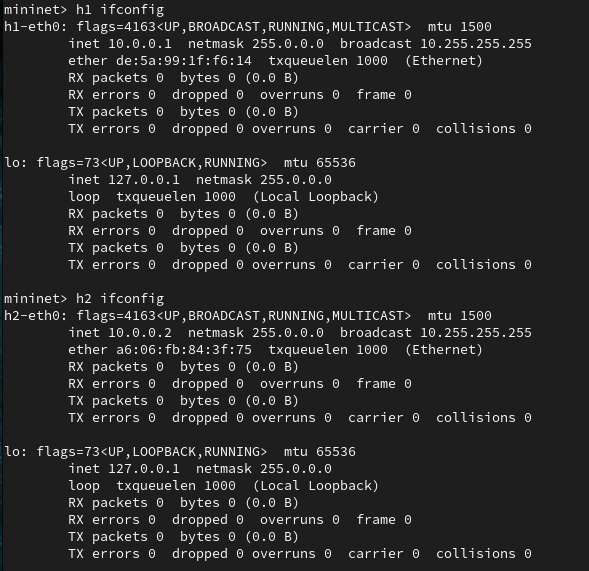 mininet> h1 ifconfig
h1-eth0: flags=4163<UP,BROADCAST,RUNNING,MULTICAST>  mtu 1500
        inet 10.0.0.1  netmask 255.0.0.0  broadcast 10.255.255.255
        ether de:5a:99:1f:f6:14  txqueuelen 1000  (Ethernet)
        RX packets 0  bytes 0 (0.0 B)
        RX errors 0  dropped 0  overruns 0  frame 0
        TX packets 0  bytes 0 (0.0 B)
        TX errors 0  dropped 0 overruns 0  carrier 0  collisions 0

lo: flags=73<UP,LOOPBACK,RUNNING>  mtu 65536
        inet 127.0.0.1  netmask 255.0.0.0
        loop  txqueuelen 1000  (Local Loopback)
        RX packets 0  bytes 0 (0.0 B)
        RX errors 0  dropped 0  overruns 0  frame 0
        TX packets 0  bytes 0 (0.0 B)
        TX errors 0  dropped 0 overruns 0  carrier 0  collisions 0

mininet> h2 ifconfig
h2-eth0: flags=4163<UP,BROADCAST,RUNNING,MULTICAST>  mtu 1500
        inet 10.0.0.2  netmask 255.0.0.0  broadcast 10.255.255.255
        ether a6:06:fb:84:3f:75  txqueuelen 1000  (Ethernet)
        RX packets 0  bytes 0 (0.0 B)
        RX errors 0  dropped 0  overruns 0  frame 0
        TX packets 0  bytes 0 (0.0 B)
        TX errors 0  dropped 0 overruns 0  carrier 0  collisions 0

lo: flags=73<UP,LOOPBACK,RUNNING>  mtu 65536
        inet 127.0.0.1  netmask 255.0.0.0
        loop  txqueuelen 1000  (Local Loopback)
        RX packets 0  bytes 0 (0.0 B)
        RX errors 0  dropped 0  overruns 0  frame 0
        TX packets 0  bytes 0 (0.0 B)
        TX errors 0  dropped 0 overruns 0  carrier 0  collisions 0